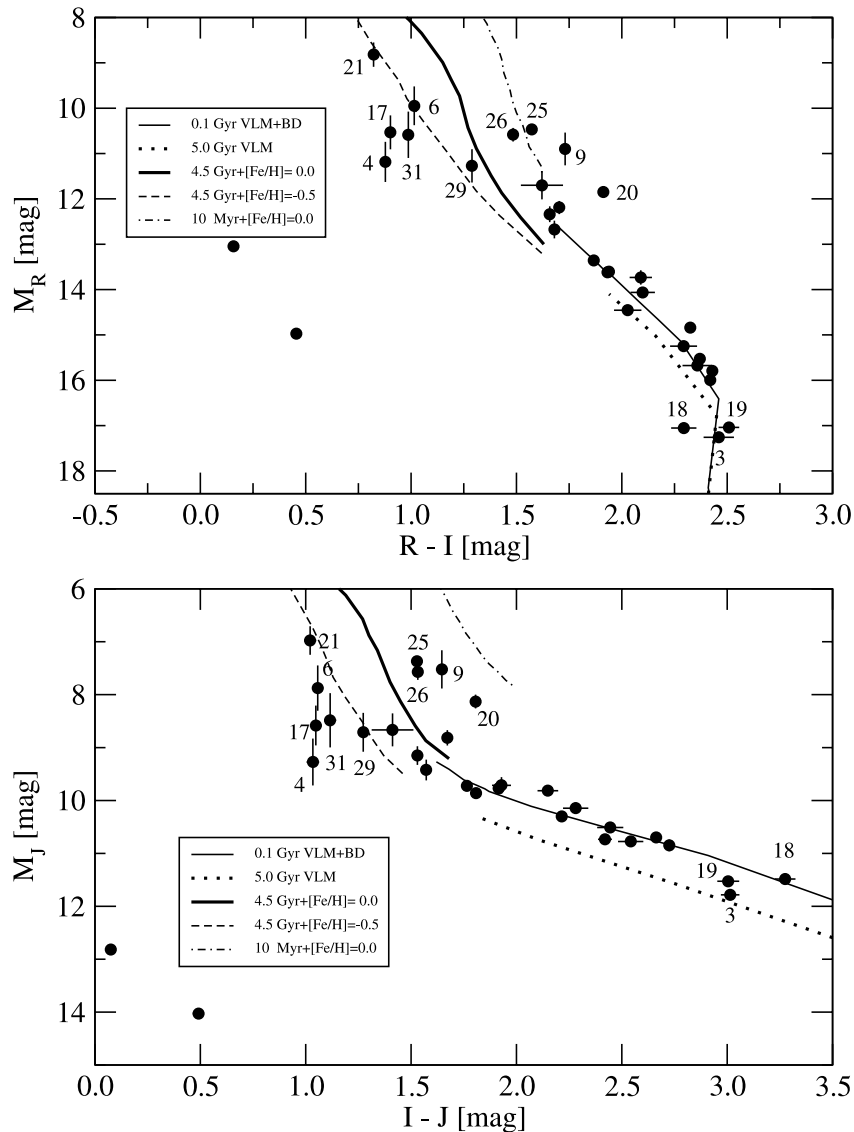 8
10
12
14
16
18
M_R [mag]
21
17
6
4
31
26
25
9
29
20
18
19
3
0.1 Gyr VLM+BD
5.0 Gyr VLM
4.5 Gyr+[Fe/H]= 0.0
4.5 Gyr+[Fe/H]=-0.5
10 Myr+[Fe/H]=0.0
-0.5 0.0 0.5 1.0 1.5 2.0 2.5 3.0
R - I [mag]
6
8
10
12
14
M_J [mag]
21
6
17
31
4
29
25
26
9
20
19
18
3
0.1 Gyr VLM+BD
5.0 Gyr VLM
4.5 Gyr+[Fe/H]= 0.0
4.5 Gyr+[Fe/H]=-0.5
10 Myr+[Fe/H]=0.0
0.0 0.5 1.0 1.5 2.0 2.5 3.0 3.5
I - J [mag]